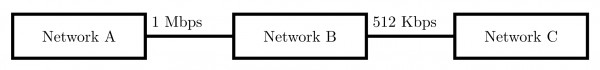 Network A
1 Mbps
Network B
512 Kbps
Network C